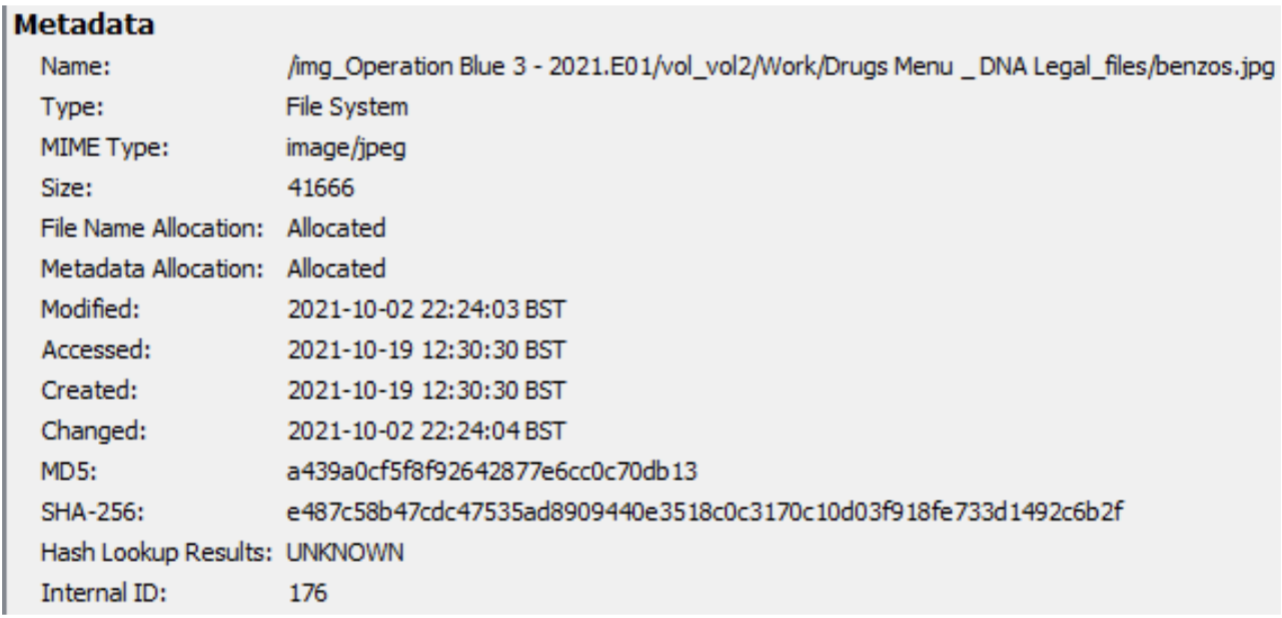 Metadata
Name: /img_Operation Blue 3 - 2021.E01/vol_vol2/Work/Drugs Menu _ DNA Legal_files/benzos.jpg
Type: File System
MIME Type: image/jpeg
Size: 41666
File Name Allocation: Allocated
Metadata Allocation: Allocated
Modified: 2021-10-02 22:24:03 BST
Accessed: 2021-10-19 12:30:30 BST
Created: 2021-10-19 12:30:30 BST
Changed: 2021-10-02 22:24:04 BST
MD5: a439a0cf5f8f92642877e6cc0c70db13
SHA-256: e487c58b47cdc47535ad8909440e3518c0c3170c10d03f918fe733d1492c6b2f
Hash Lookup Results: UNKNOWN
Internal ID: 176